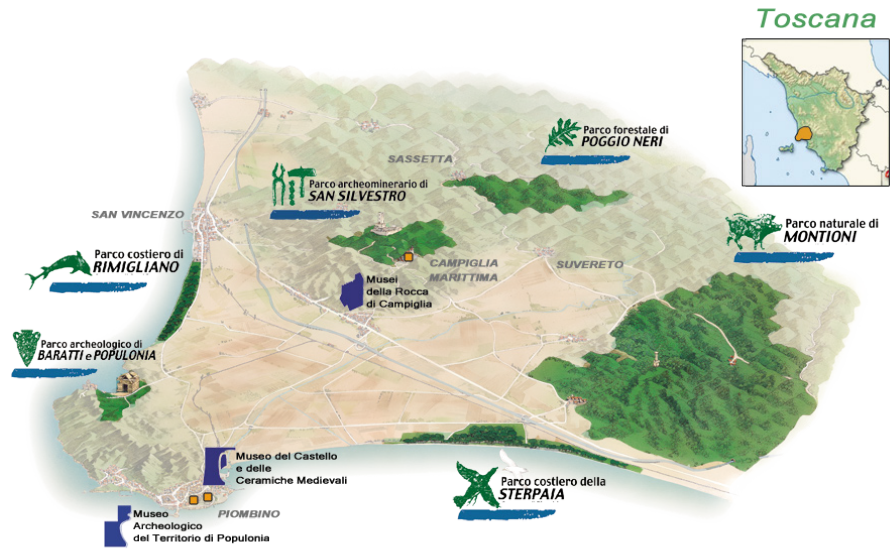 Toscana
Parco forestale di
POGGIO NERI
SASSETTA
Parco archeominerario di
SAN SILVESTRO
SAN VINCENZO
Parco naturale di
MONTIONI
Parco costiero di
RIMIGLIANO
CAMPIGLIA
MARITTIMA
SUVERETO
Musei
della Rocca
di Campiglia
Parco archeologico di
BARATTI e POPULONIA
Museo del Castello
e delle
Ceramiche Medievali
Parco costiero della
STERPAIA
PIOMBINO
Museo
Archeologico
del Territorio di Populonia